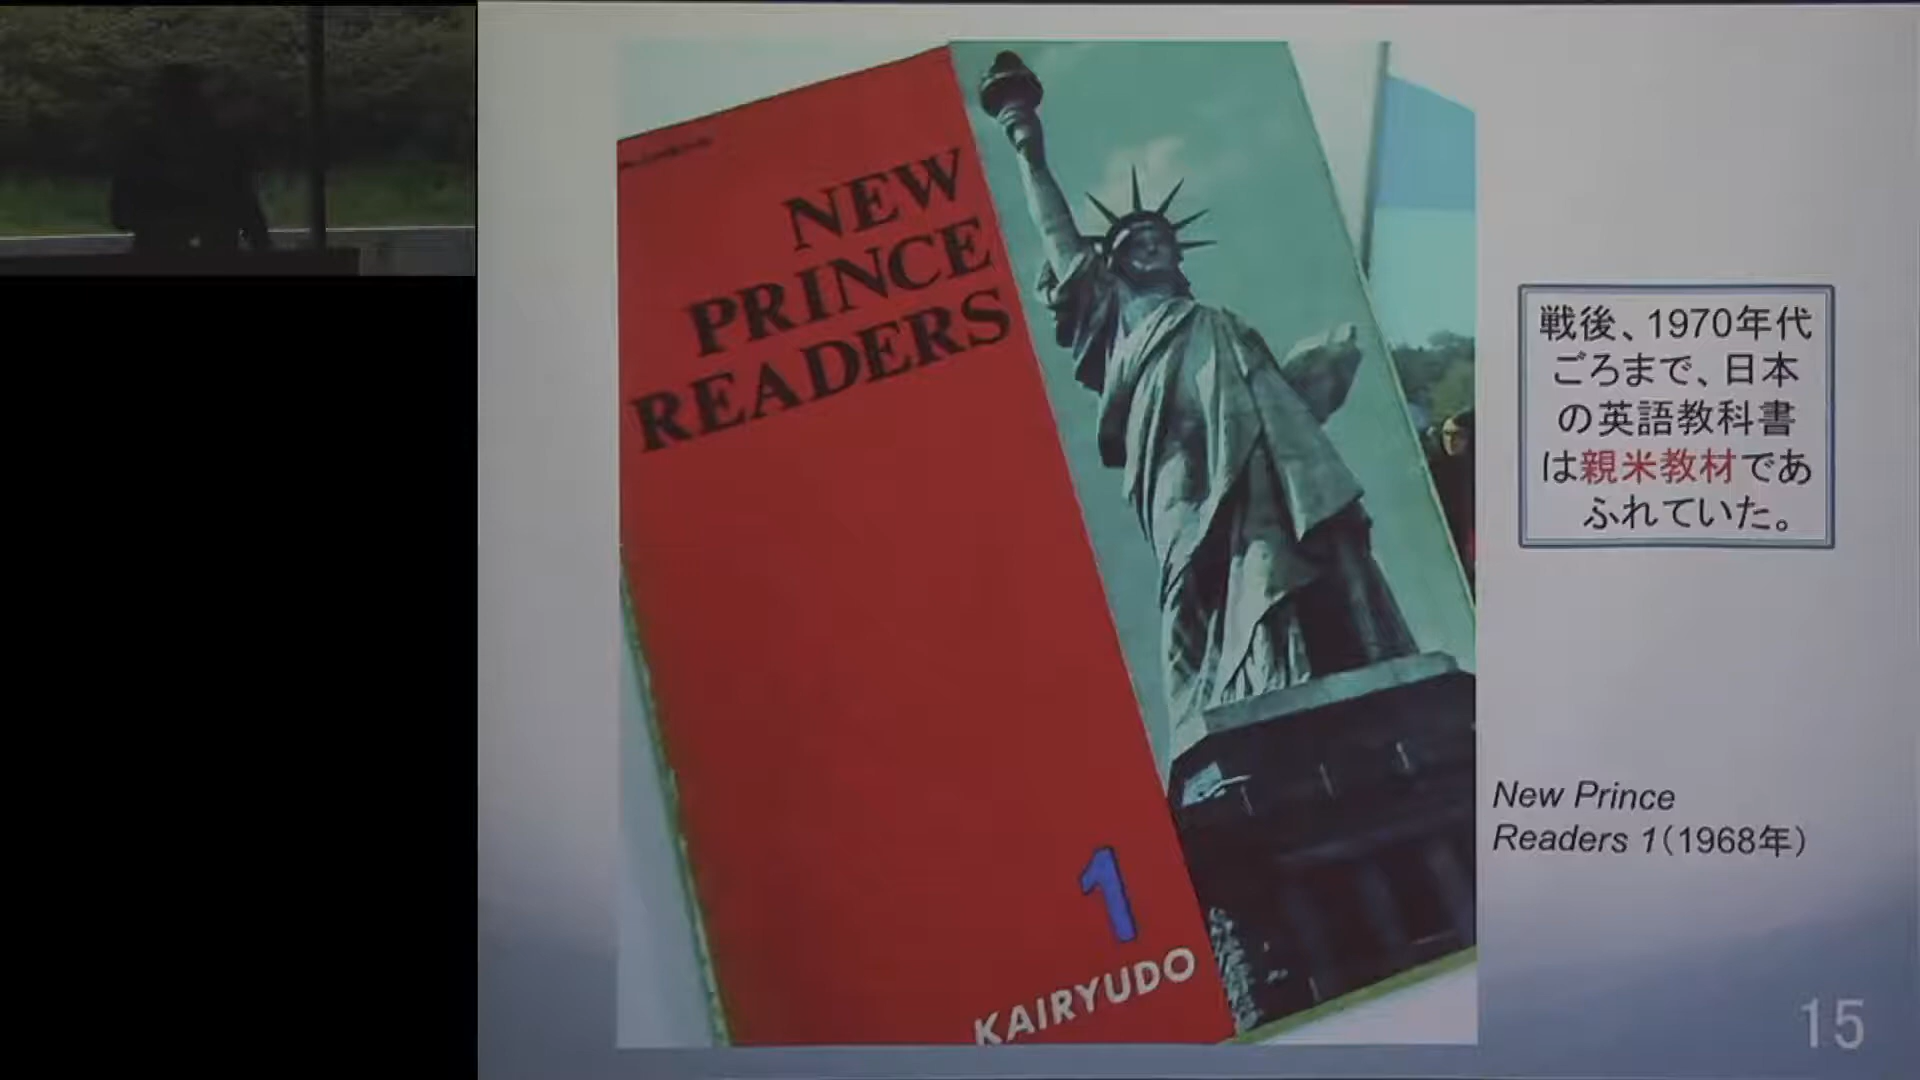 NEW
PRINCE
READERS
1
KAIRYUDO
戦後、1970年代
ごろまで、日本
の英語教科書
は親米教材であ
ふれていた。
New Prince
Readers 1(1968年)
15